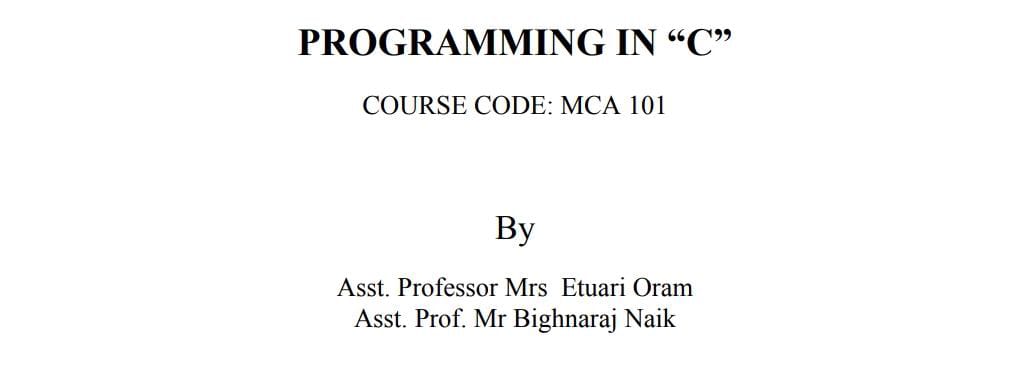 PROGRAMMING IN “C”
COURSE CODE: MCA 101
By
Asst. Professor Mrs  Etuari Oram
Asst. Prof. Mr Bighnaraj Naik